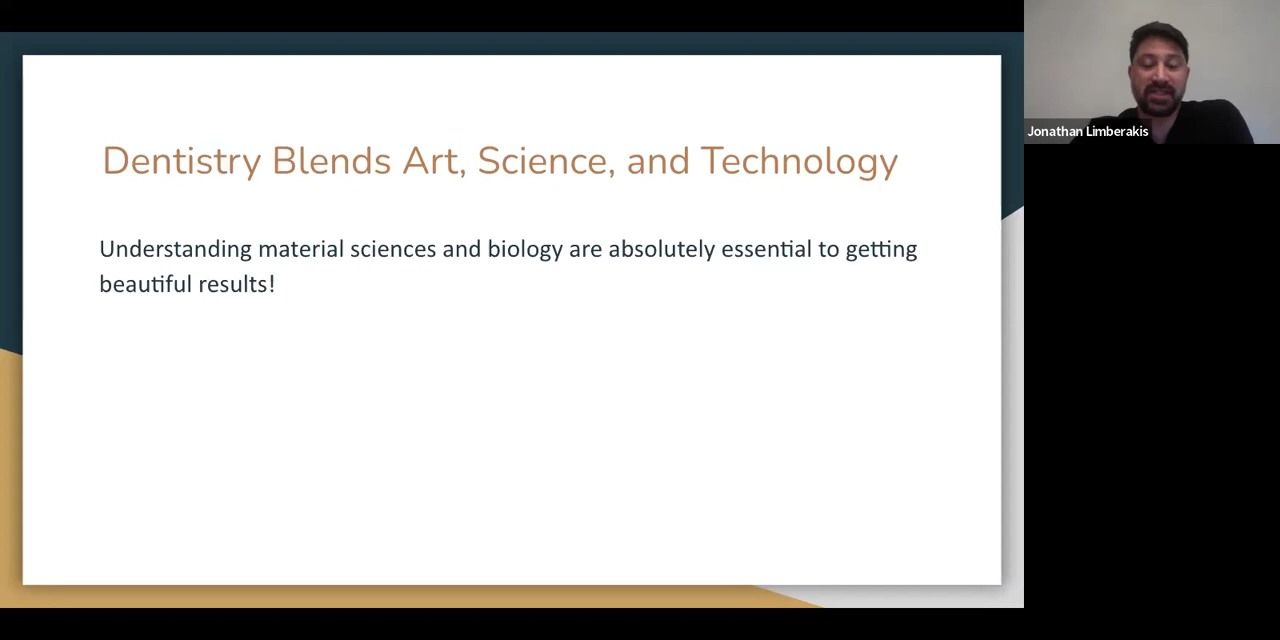 Dentistry Blends Art, Science, and Technology
Understanding material sciences and biology are absolutely essential to getting
beautiful results!
Jonathan Limberakis